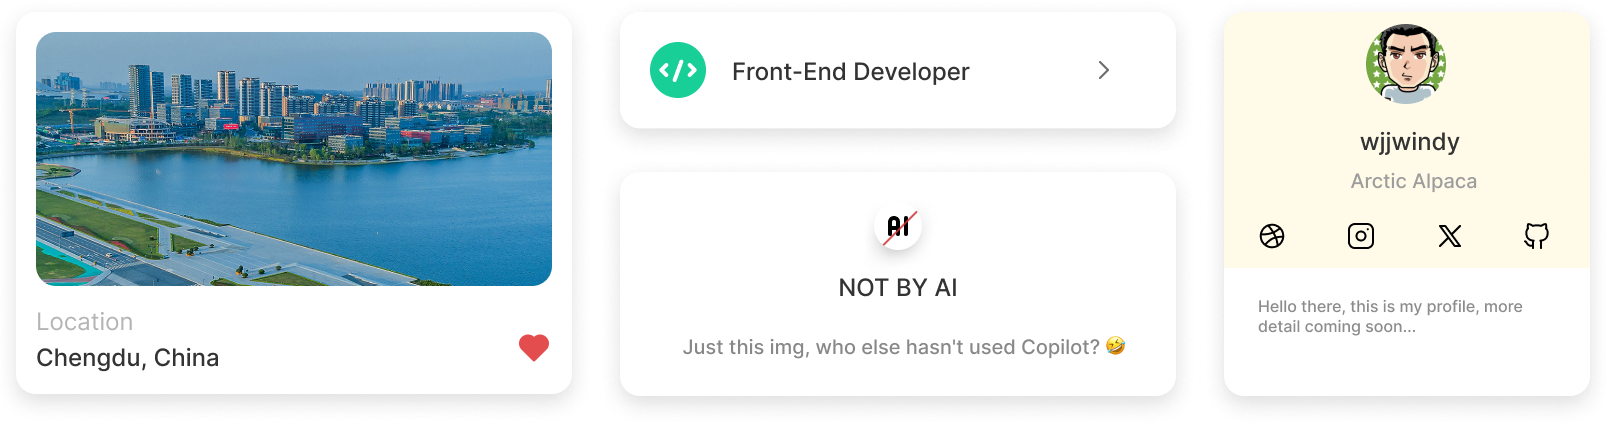 Location
Chengdu, China
Front-End Developer
AI
NOT BY AI
Just this img, who else hasn't used Copilot? 🤣
wjjwindy
Arctic Alpaca
Hello there, this is my profile, more
detail coming soon...